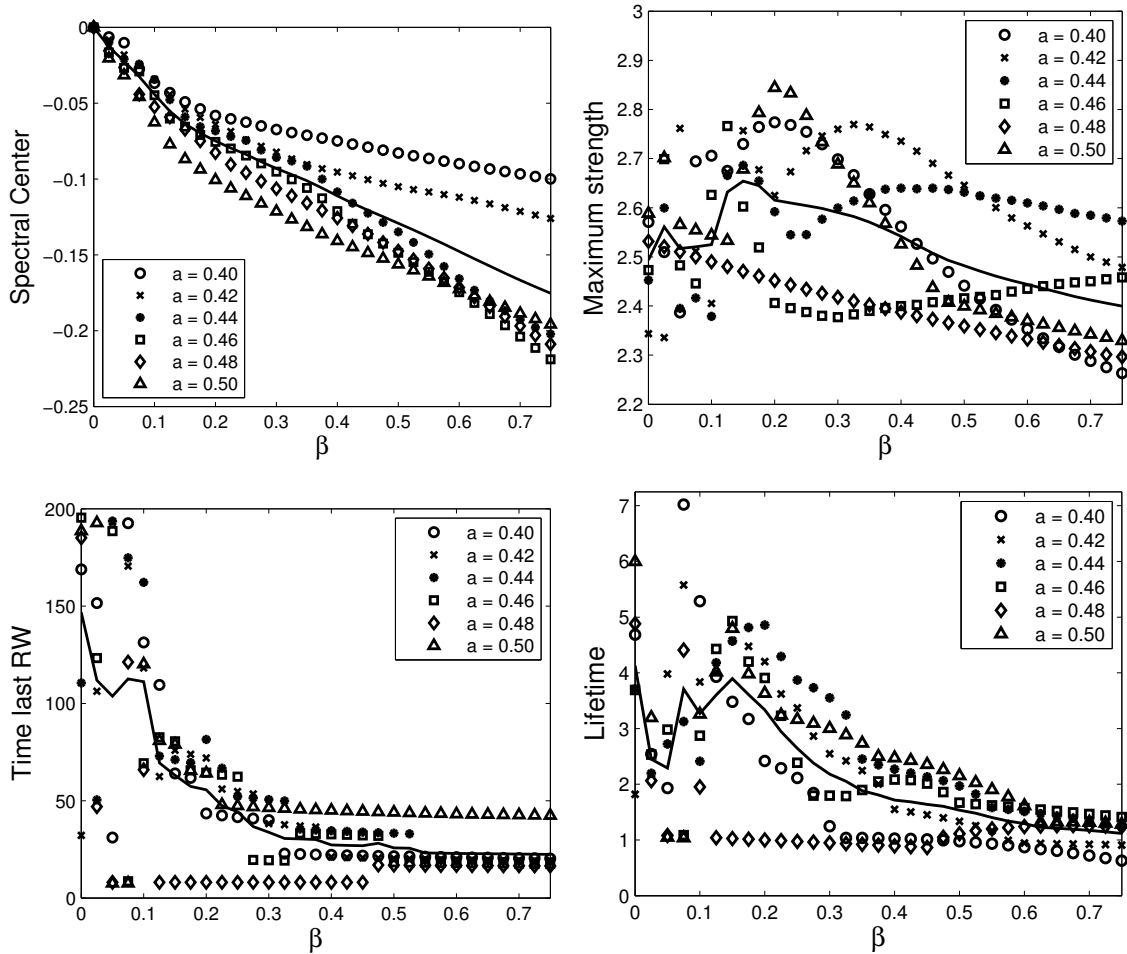 0
−0.05
−0.1
−0.15
−0.2
−0.25
Spectral Center
a = 0.40
a = 0.42
a = 0.44
a = 0.46
a = 0.48
a = 0.50
0 0.1 0.2 0.3 0.4 0.5 0.6 0.7
β
3
2.9
2.8
2.7
2.6
2.5
2.4
2.3
2.2
Maximum strength
a = 0.40
a = 0.42
a = 0.44
a = 0.46
a = 0.48
a = 0.50
0 0.1 0.2 0.3 0.4 0.5 0.6 0.7
β
200
150
100
50
0
Time last RW
a = 0.40
a = 0.42
a = 0.44
a = 0.46
a = 0.48
a = 0.50
0 0.1 0.2 0.3 0.4 0.5 0.6 0.7
β
7
6
5
4
3
2
1
0
Lifetime
a = 0.40
a = 0.42
a = 0.44
a = 0.46
a = 0.48
a = 0.50
0 0.1 0.2 0.3 0.4 0.5 0.6 0.7
β